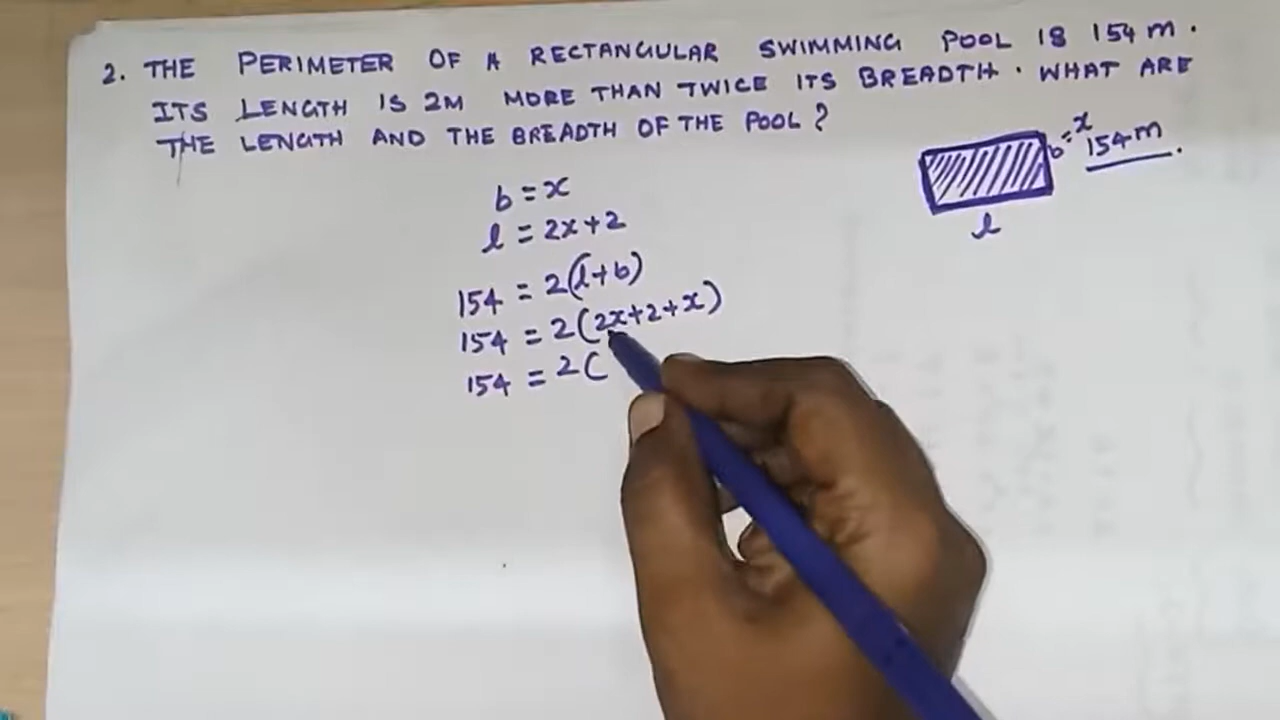 2. THE PERIMETER OF A RECTANGULAR SWIMMING POOL IS 154 m.
ITS LENGTH IS 2M MORE THAN TWICE ITS BREADTH. WHAT ARE
THE LENGTH AND THE BREADTH OF THE POOL?
b = x
154 m.
l
b = x
l = 2x+2
154 = 2(l+b)
154 = 2(2x+2+x)
154 = 2(